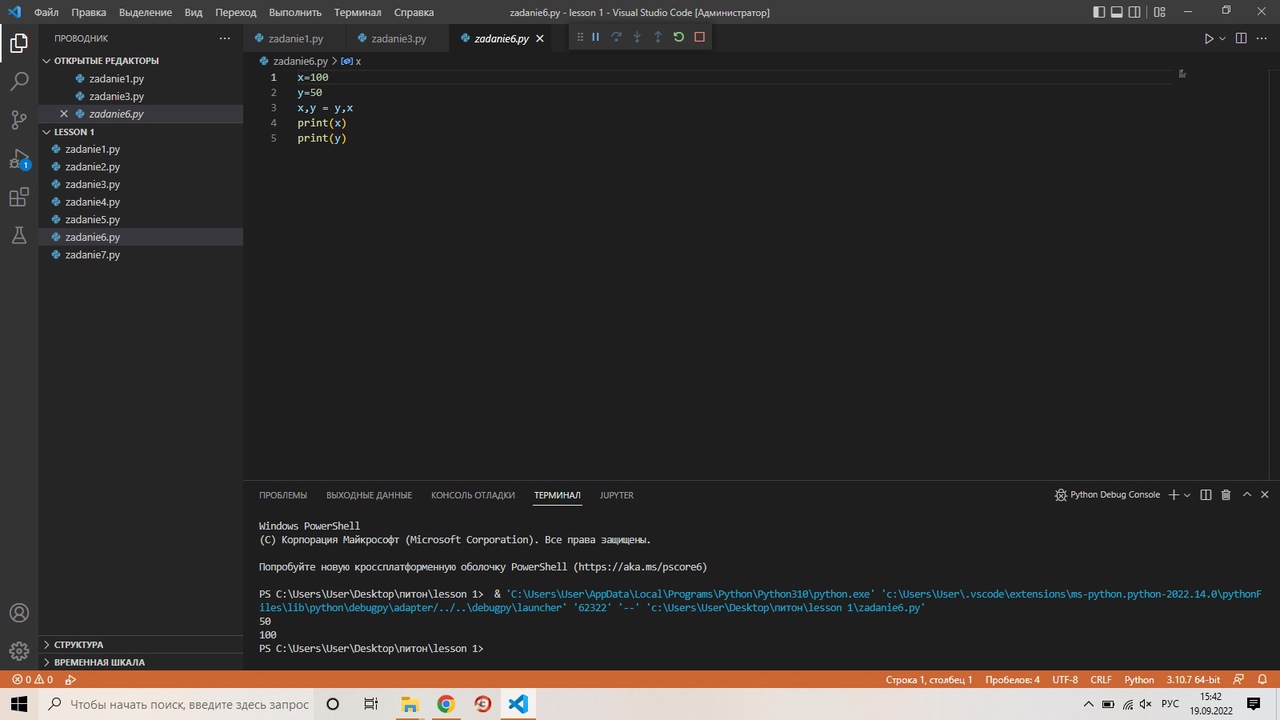 Файл Правка Выделение Вид Переход Выполнить Терминал Справка
zadanie6.py - lesson 1 - Visual Studio Code [Администратор]
ПРОВОДНИК
ОТКРЫТЫЕ РЕДАКТОРЫ
zadanie1.py
zadanie3.py
zadanie6.py
LESSON 1
zadanie1.py
zadanie2.py
zadanie3.py
zadanie4.py
zadanie5.py
zadanie6.py
zadanie7.py
СТРУКТУРА
ВРЕМЕННАЯ ШКАЛА
1
zadanie1.py zadanie3.py zadanie6.py
zadanie6.py > x
1 x=100
2 y=50
3 x,y = y,x
4 print(x)
5 print(y)
ПРОБЛЕМЫ ВЫХОДНЫЕ ДАННЫЕ КОНСОЛЬ ОТЛАДКИ ТЕРМИНАЛ JUPYTER
Python Debug Console
Windows PowerShell
(C) Корпорация Майкрософт (Microsoft Corporation). Все права защищены.
Попробуйте новую кроссплатформенную оболочку PowerShell (https://aka.ms/pscore6)
PS C:\Users\User\Desktop\питон\lesson 1>  & 'C:\Users\User\AppData\Local\Programs\Python\Python310\python.exe' 'c:\Users\User\.vscode\extensions\ms-python.python-2022.14.0\pythonF
iles\lib\python\debugpy\adapter/../..\debugpy\launcher' '62322' '--' 'c:\Users\User\Desktop\питон\lesson 1\zadanie6.py'
50
100
PS C:\Users\User\Desktop\питон\lesson 1>
0 0
Строка 1, столбец 1 Пробелов: 4 UTF-8 CRLF Python 3.10.7 64-bit
Чтобы начать поиск, введите здесь запрос
РУС
15:42
19.09.2022